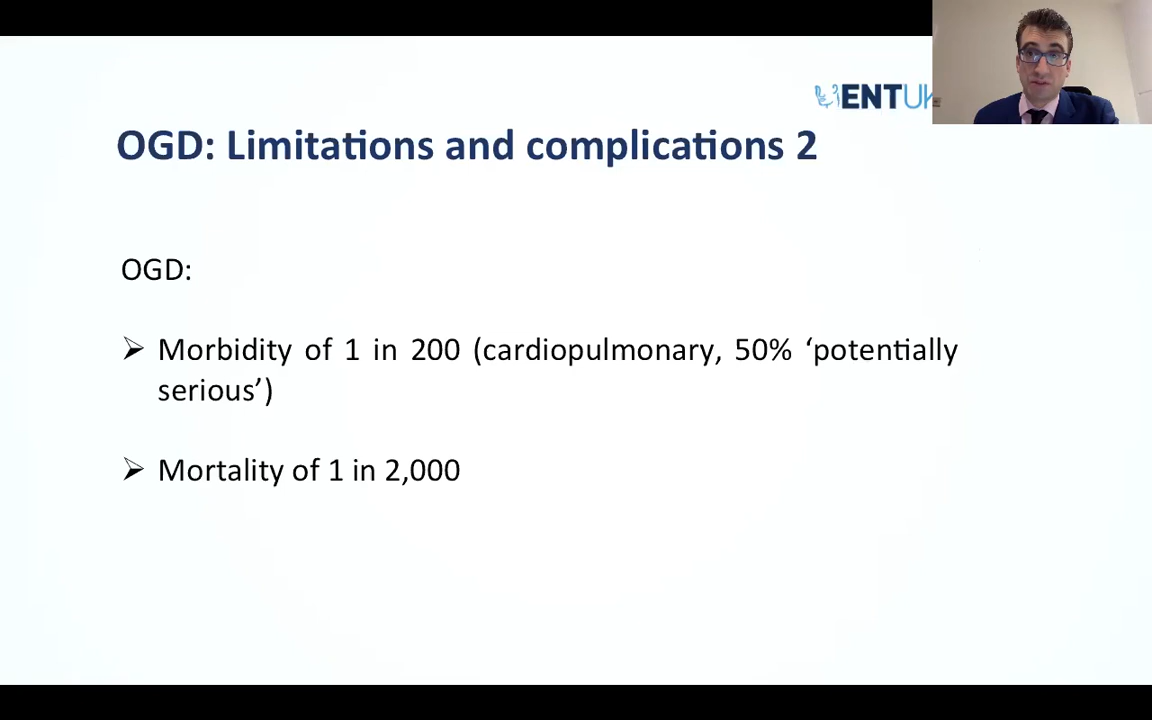 ENTUK
OGD: Limitations and complications 2
OGD:
➢ Morbidity of 1 in 200 (cardiopulmonary, 50% ‘potentially
serious’)
➢ Mortality of 1 in 2,000